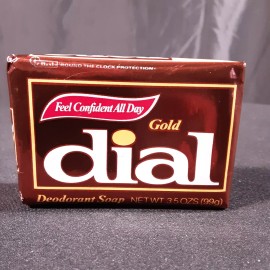 ROUND THE CLOCK PROTECTION
Feel Confident All Day
Gold
dial
Deodorant Soap NET WT 3.5 OZS (99g)